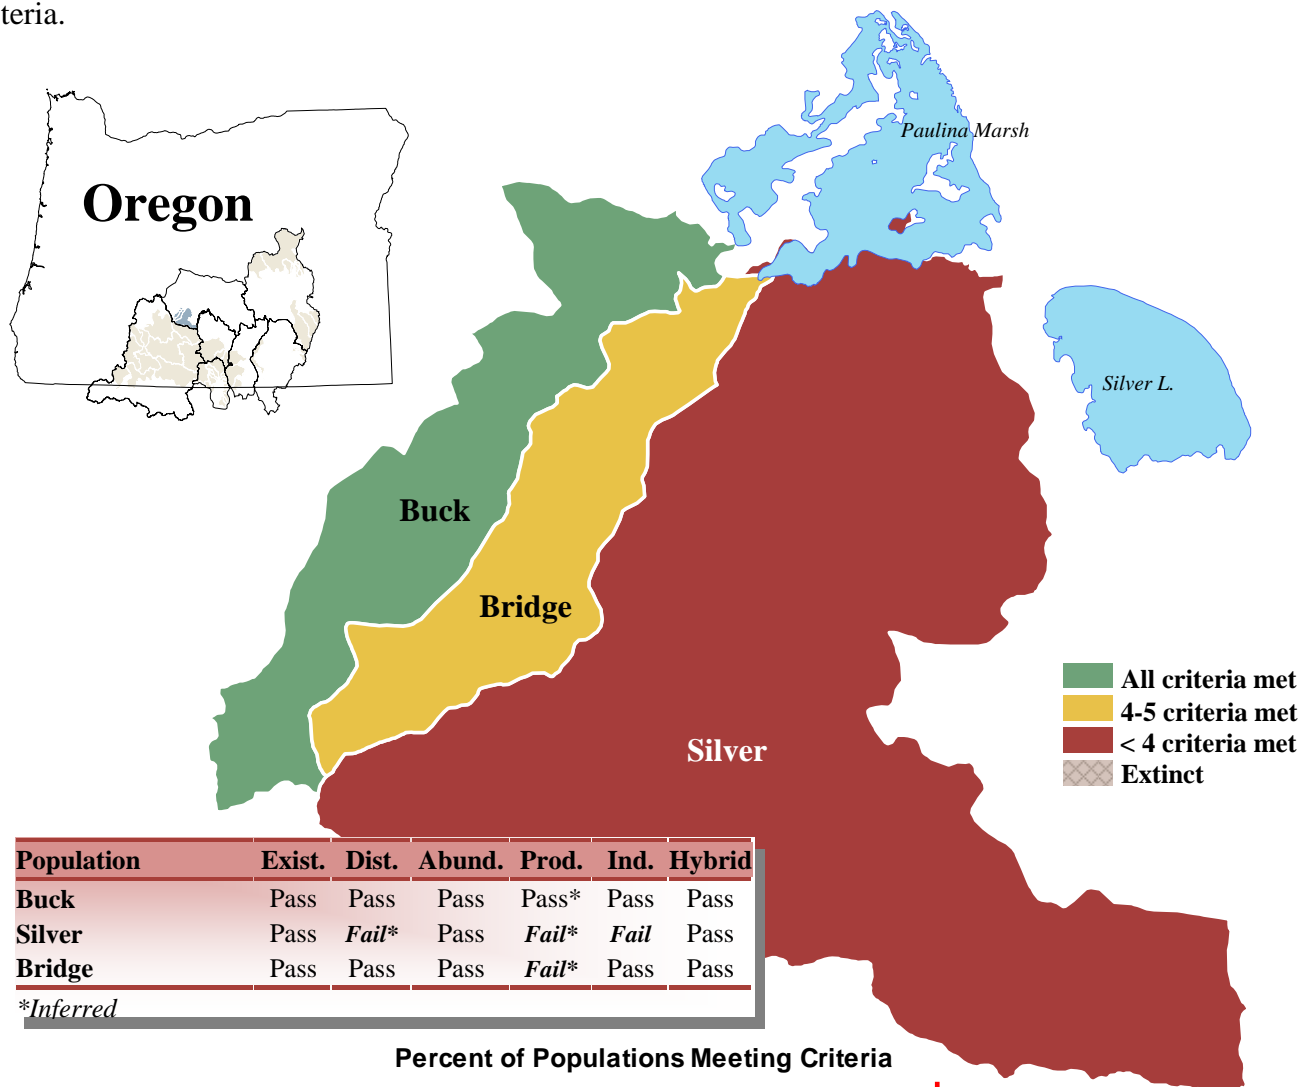 teria.
Paulina Marsh
Oregon
Silver L.
Buck
Bridge
Silver
All criteria met
4-5 criteria met
< 4 criteria met
Extinct
Population Exist. Dist. Abund. Prod. Ind. Hybrid
Buck Pass Pass Pass Pass* Pass Pass
Silver Pass Fail* Pass Fail* Fail Pass
Bridge Pass Pass Pass Fail* Pass Pass
*Inferred
Percent of Populations Meeting Criteria